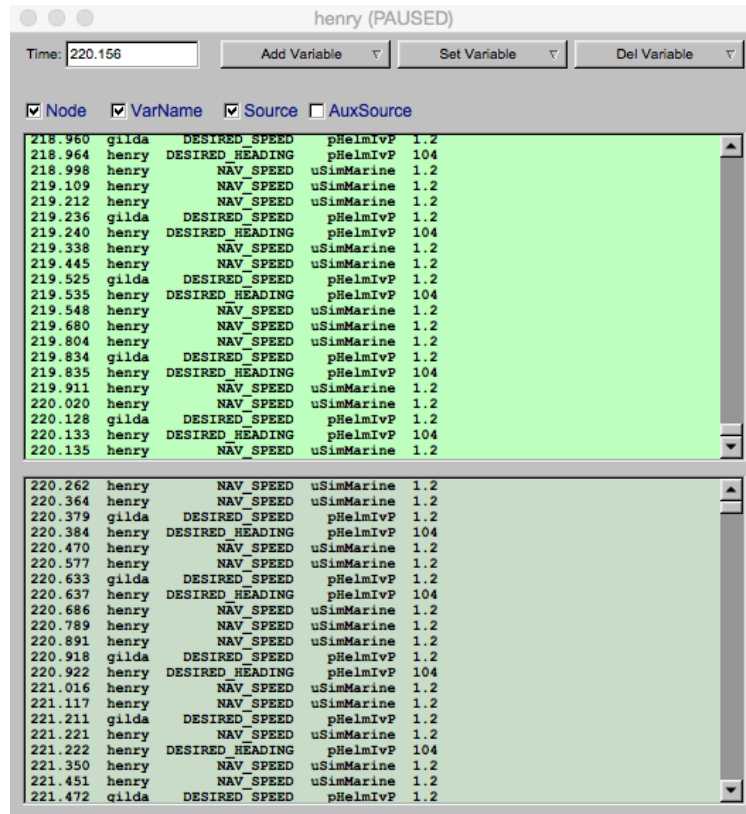 henry (PAUSED)
Time: 220.156 Add Variable Set Variable Del Variable
Node VarName Source AuxSource
218.960 gilda DESIRED_SPEED pHelmIvP 1.2
218.964 henry DESIRED_HEADING pHelmIvP 104
218.998 henry NAV_SPEED uSimMarine 1.2
219.109 henry NAV_SPEED uSimMarine 1.2
219.212 henry NAV_SPEED uSimMarine 1.2
219.236 gilda DESIRED_SPEED pHelmIvP 1.2
219.240 henry DESIRED_HEADING pHelmIvP 104
219.338 henry NAV_SPEED uSimMarine 1.2
219.445 henry NAV_SPEED uSimMarine 1.2
219.525 gilda DESIRED_SPEED pHelmIvP 1.2
219.535 henry DESIRED_HEADING pHelmIvP 104
219.548 henry NAV_SPEED uSimMarine 1.2
219.680 henry NAV_SPEED uSimMarine 1.2
219.804 henry NAV_SPEED uSimMarine 1.2
219.834 gilda DESIRED_SPEED pHelmIvP 1.2
219.835 henry DESIRED_HEADING pHelmIvP 104
219.911 henry NAV_SPEED uSimMarine 1.2
220.020 henry NAV_SPEED uSimMarine 1.2
220.128 gilda DESIRED_SPEED pHelmIvP 1.2
220.133 henry DESIRED_HEADING pHelmIvP 104
220.135 henry NAV_SPEED uSimMarine 1.2
220.262 henry NAV_SPEED uSimMarine 1.2
220.364 henry NAV_SPEED uSimMarine 1.2
220.379 gilda DESIRED_SPEED pHelmIvP 1.2
220.384 henry DESIRED_HEADING pHelmIvP 104
220.470 henry NAV_SPEED uSimMarine 1.2
220.577 henry NAV_SPEED uSimMarine 1.2
220.633 gilda DESIRED_SPEED pHelmIvP 1.2
220.637 henry DESIRED_HEADING pHelmIvP 104
220.686 henry NAV_SPEED uSimMarine 1.2
220.789 henry NAV_SPEED uSimMarine 1.2
220.891 henry NAV_SPEED uSimMarine 1.2
220.918 gilda DESIRED_SPEED pHelmIvP 1.2
220.922 henry DESIRED_HEADING pHelmIvP 104
221.016 henry NAV_SPEED uSimMarine 1.2
221.117 henry NAV_SPEED uSimMarine 1.2
221.211 gilda DESIRED_SPEED pHelmIvP 1.2
221.221 henry NAV_SPEED uSimMarine 1.2
221.222 henry DESIRED_HEADING pHelmIvP 104
221.350 henry NAV_SPEED uSimMarine 1.2
221.451 henry NAV_SPEED uSimMarine 1.2
221.472 gilda DESIRED_SPEED pHelmIvP 1.2